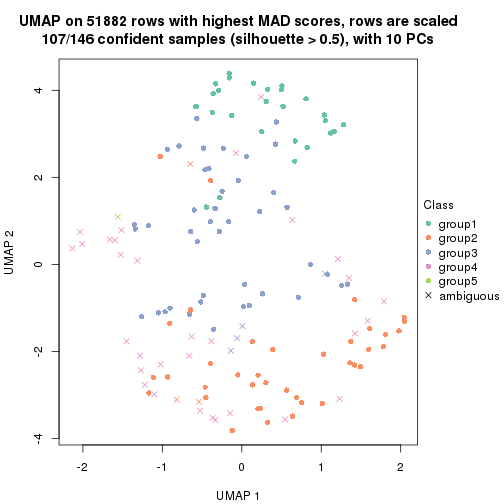 UMAP on 51882 rows with highest MAD scores, rows are scaled
107/146 confident samples (silhouette > 0.5), with 10 PCs
4
2
0
-2
-4
UMAP 2
-2
-1
0
1
2
UMAP 1
Class
group1
group2
group3
group4
group5
ambiguous